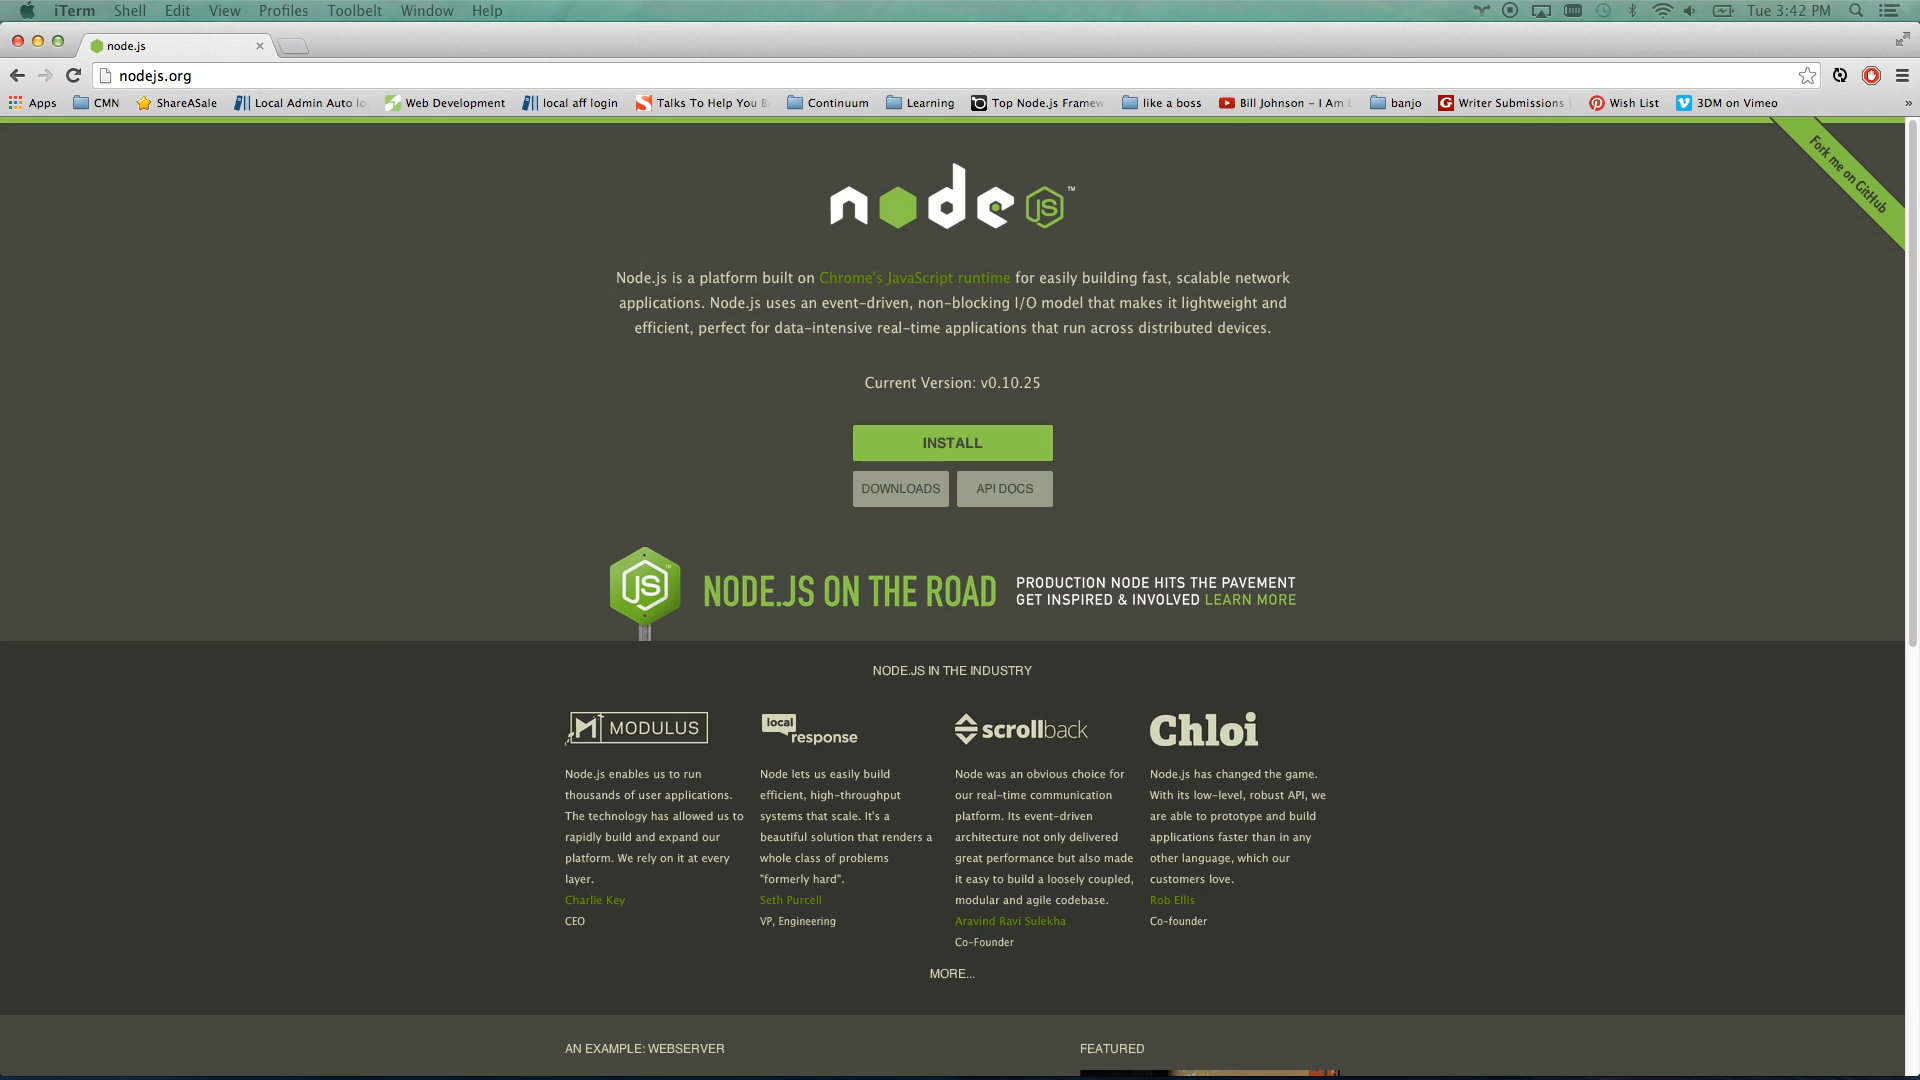 iTerm Shell Edit View Profiles Toolbelt Window Help Tue 3:42 PM
node.js
nodejs.org
Apps CMN ShareASale Local Admin Auto Web Development local aff login Talks To Help You Continuum Learning Top Node.js like a boss Bill Johnson - I Am banjo Writer Submissions Wish List 3DM on Vimeo »
Fork me on GitHub
node JS ™
Node.js is a platform built on Chrome's JavaScript runtime for easily building fast, scalable network
applications. Node.js uses an event-driven, non-blocking I/O model that makes it lightweight and
efficient, perfect for data-intensive real-time applications that run across distributed devices.
Current Version: v0.10.25
INSTALL
DOWNLOADS API DOCS
JS ™
NODE.JS ON THE ROAD
PRODUCTION NODE HITS THE PAVEMENT
GET INSPIRED & INVOLVED LEARN MORE
NODE.JS IN THE INDUSTRY
M MODULUS
Node.js enables us to run
thousands of user applications.
The technology has allowed us to
rapidly build and expand our
platform. We rely on it at every
layer.
Charlie Key
CEO
local
response
Node lets us easily build
efficient, high-throughput
systems that scale. It's a
beautiful solution that renders a
whole class of problems
"formerly hard".
Seth Purcell
VP, Engineering
scrollback
Node was an obvious choice for
our real-time communication
platform. Its event-driven
architecture not only delivered
great performance but also made
it easy to build a loosely coupled,
modular and agile codebase.
Aravind Ravi Sulekha
Co-Founder
Chloi
Node.js has changed the game.
With its low-level, robust API, we
are able to prototype and build
applications faster than in any
other language, which our
customers love.
Rob Ellis
Co-founder
MORE...
AN EXAMPLE: WEBSERVER
FEATURED